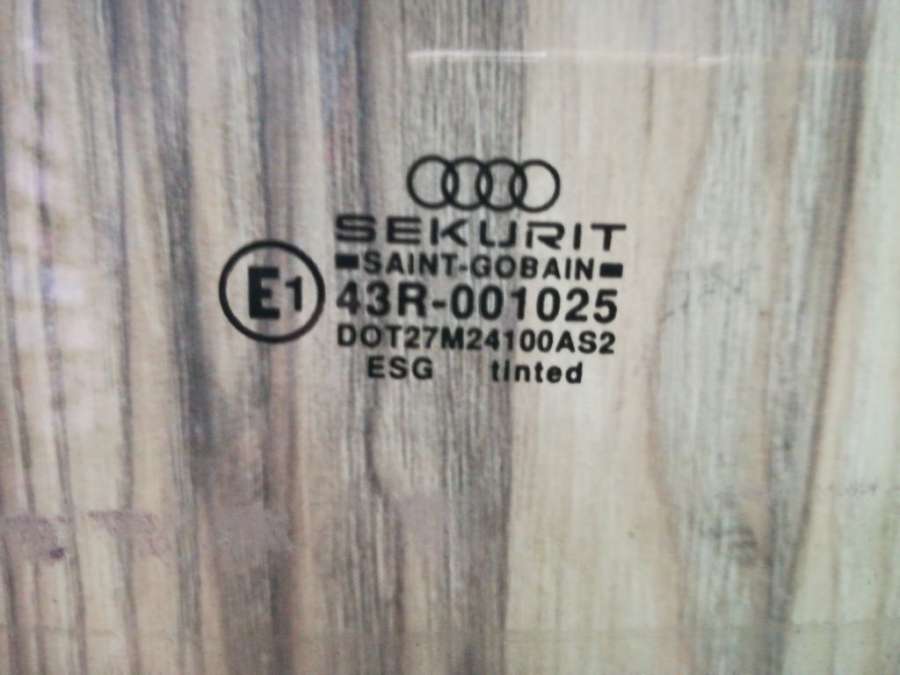 SEKURIT
SAINT-GOBAIN
E1
43R-001025
DOT27M24100AS2
ESG tinted